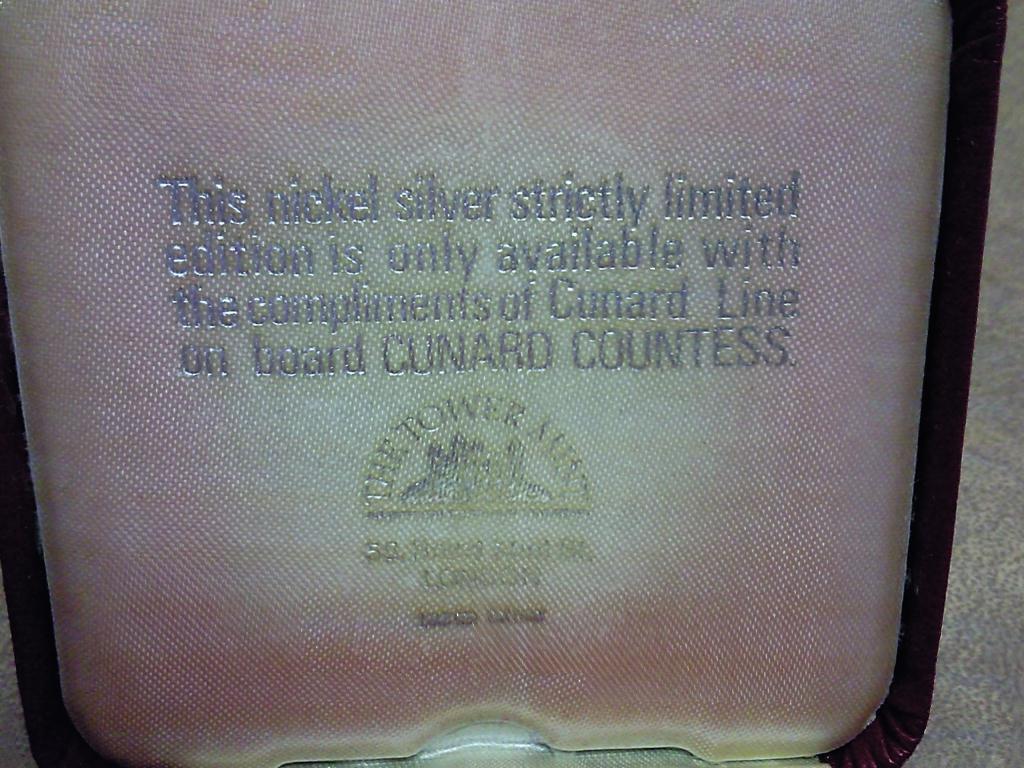 This nickel silver strictly limited
edition is only available with
the compliments of Cunard Line
on board CUNARD COUNTESS.
THE TOWER MINT
LONDON